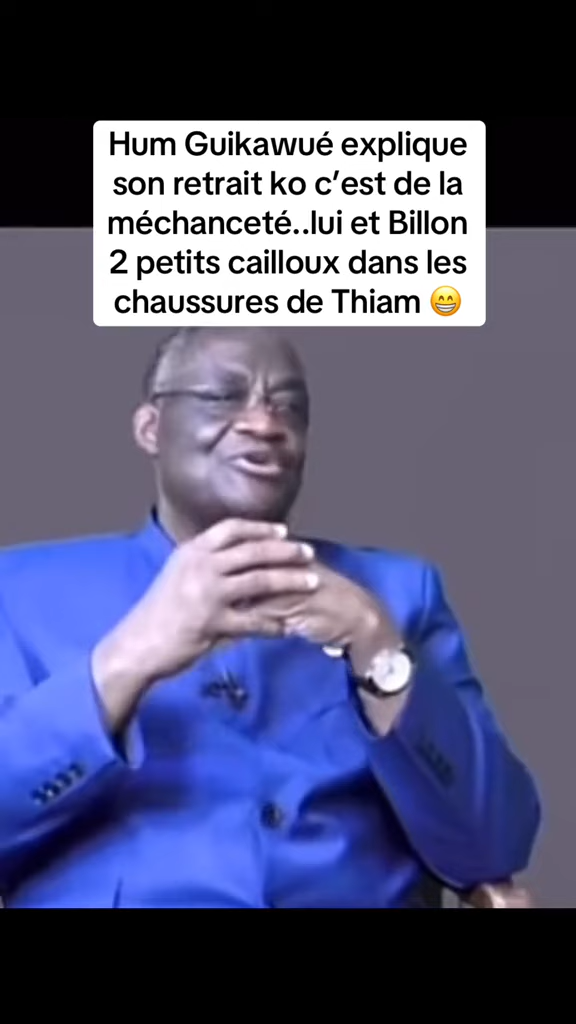 Hum Guikawué explique
son retrait ko c’est de la
méchanceté..lui et Billon
2 petits cailloux dans les
chaussures de Thiam 😁